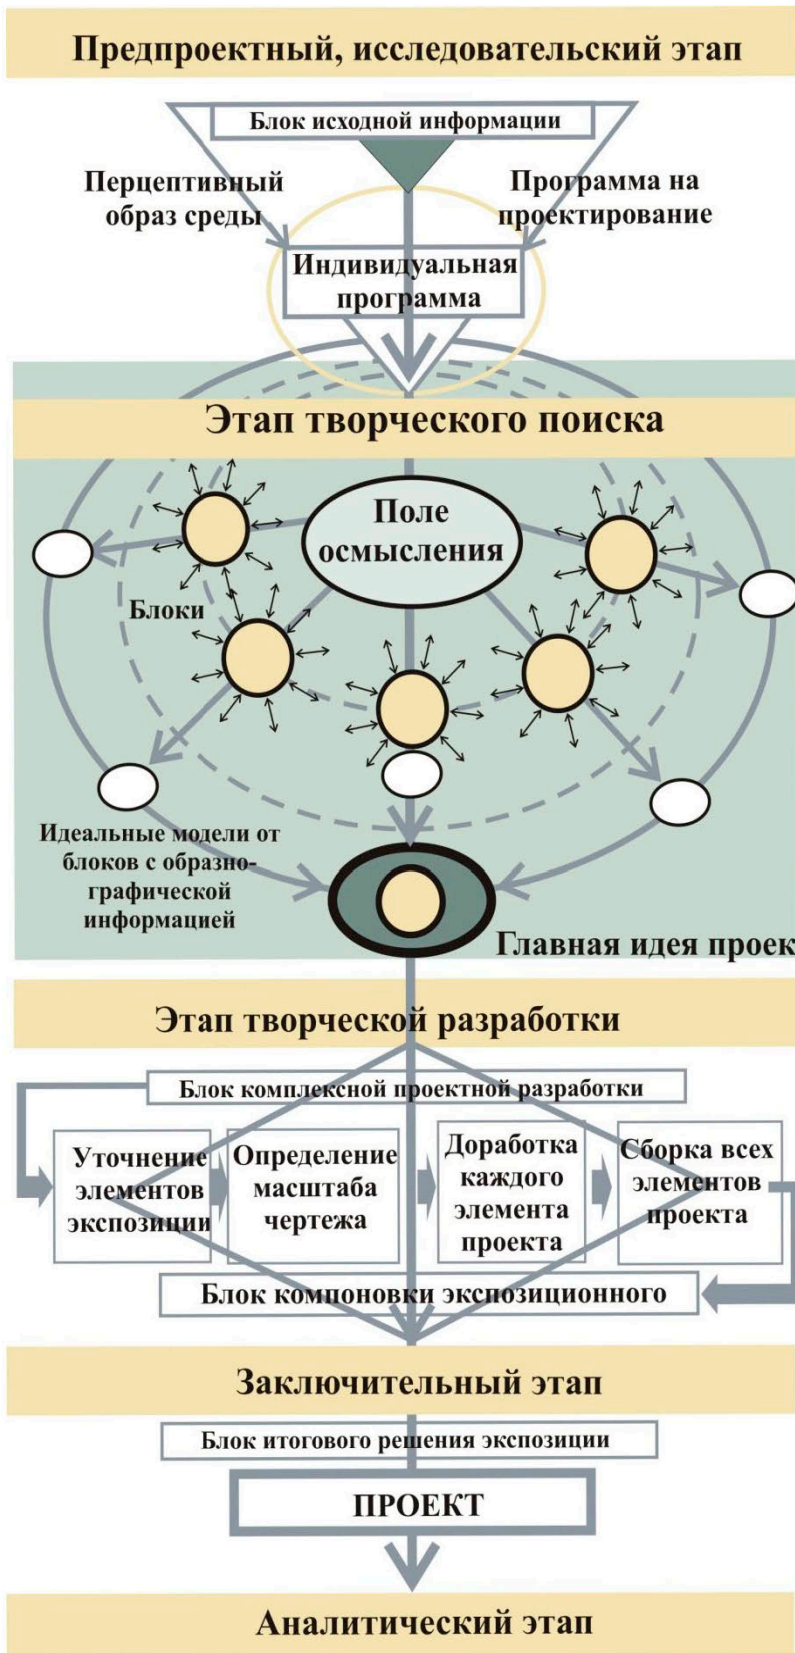 Предпроектный, исследовательский этап
Блок исходной информации
Перцептивный
образ среды
Программа на
проектирование
Индивидуальная
программа
Этап творческого поиска
Поле
осмысления
Блоки
Идеальные модели от
блоков с образно-
графической
информацией
Главная идея проек
Этап творческой разработки
Блок комплексной проектной разработки
Уточнение
элементов
экспозиции
Определение
масштаба
чертежа
Доработка
каждого
элемента
проекта
Сборка всех
элементов
проекта
Блок компоновки экспозиционного
Заключительный этап
Блок итогового решения экспозиции
ПРОЕКТ
Аналитический этап